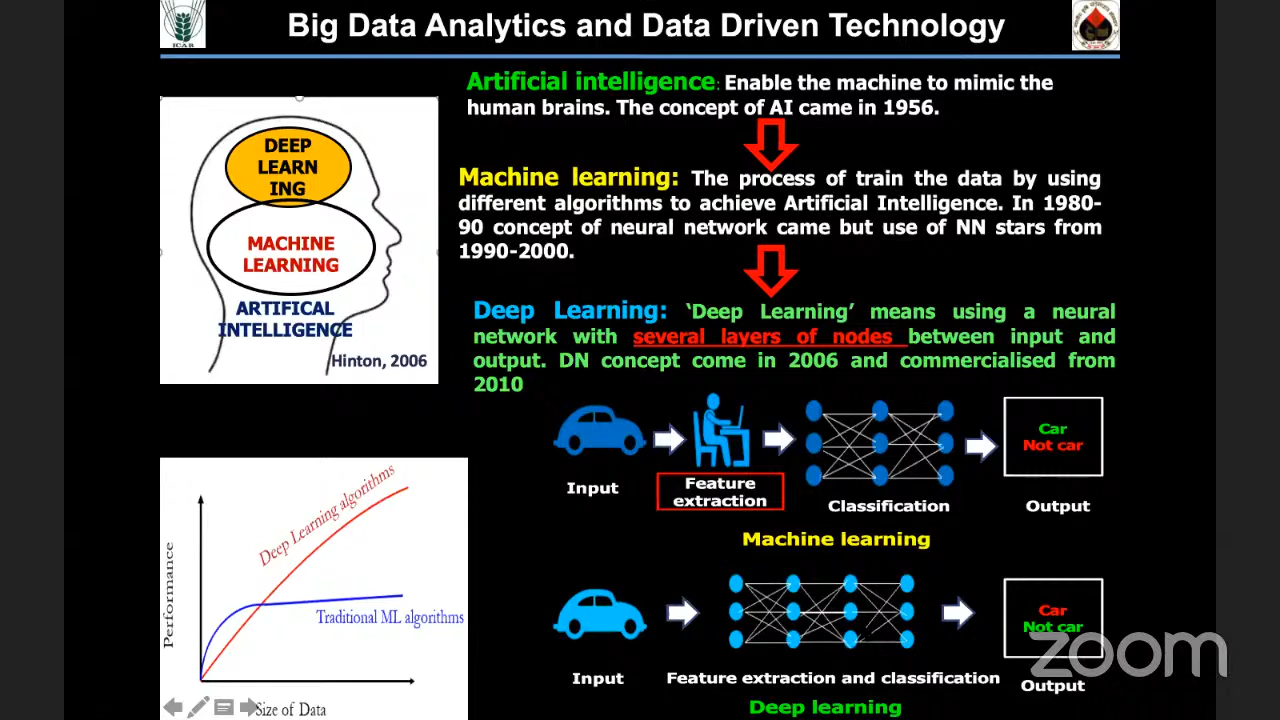 Big Data Analytics and Data Driven Technology
ICAR
Artificial intelligence: Enable the machine to mimic the
human brains. The concept of AI came in 1956.
DEEP
LEARN
ING
MACHINE
LEARNING
ARTIFICAL
INTELLIGENCE
Hinton, 2006
Machine learning: The process of train the data by using
different algorithms to achieve Artificial Intelligence. In 1980-
90 concept of neural network came but use of NN stars from
1990-2000.
Deep Learning: ‘Deep Learning’ means using a neural
network with several layers of nodes between input and
output. DN concept come in 2006 and commercialised from
2010
Input
Feature
extraction
Classification
Car
Not car
Output
Machine learning
Performance
Deep Learning algorithms
Traditional ML algorithms
Size of Data
Input
Feature extraction and classification
Car
Not car
Output
Deep learning
zoom